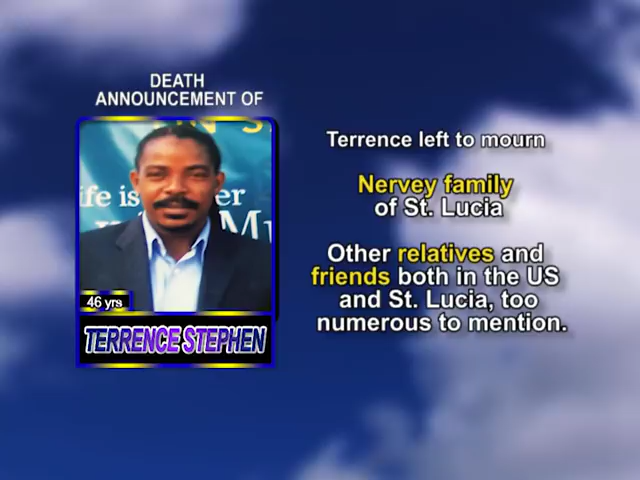 DEATH
ANNOUNCEMENT OF
46 yrs
TERRENCE STEPHEN
Terrence left to mourn
Nervey family
of St. Lucia
Other relatives and
friends both in the US
and St. Lucia, too
numerous to mention.